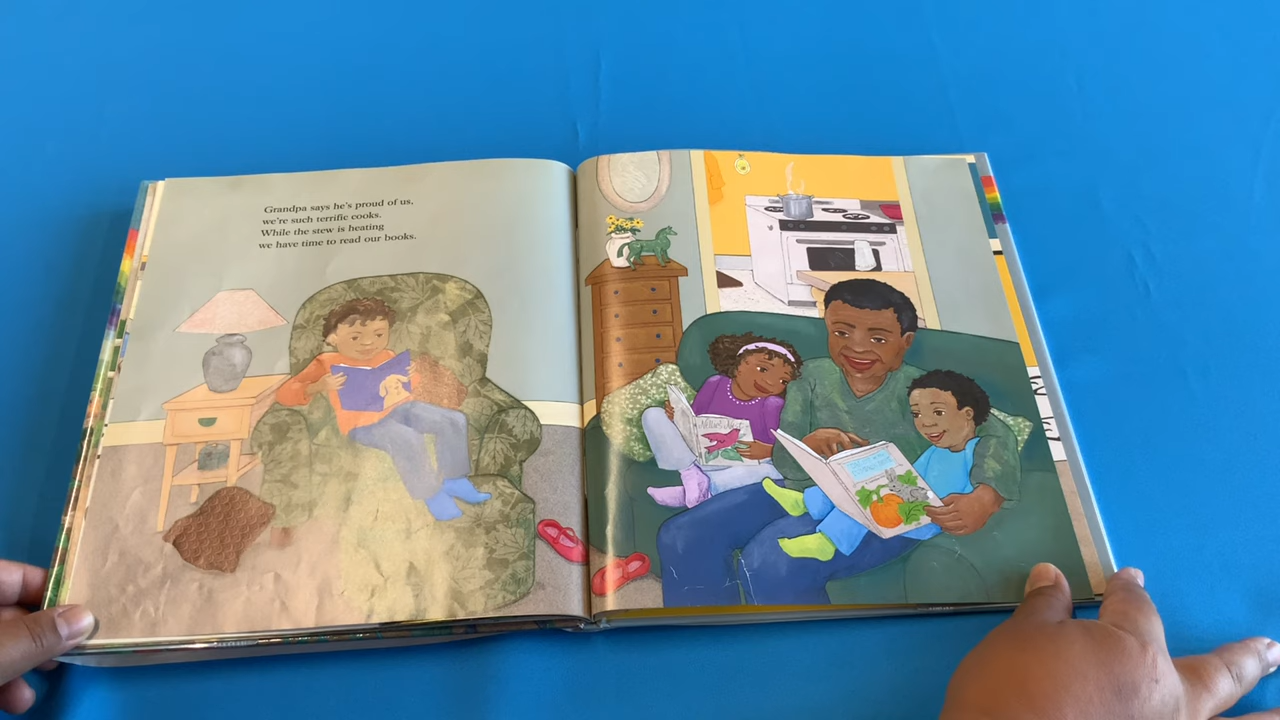 Grandpa says he's proud of us,
we're such terrific cooks.
While the stew is heating
we have time to read our books.